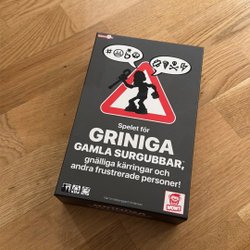 Spelet för
GRINIGA
GAMLA SURGUBBAR,
gnälliga kärringar och
andra frustrerade personer!